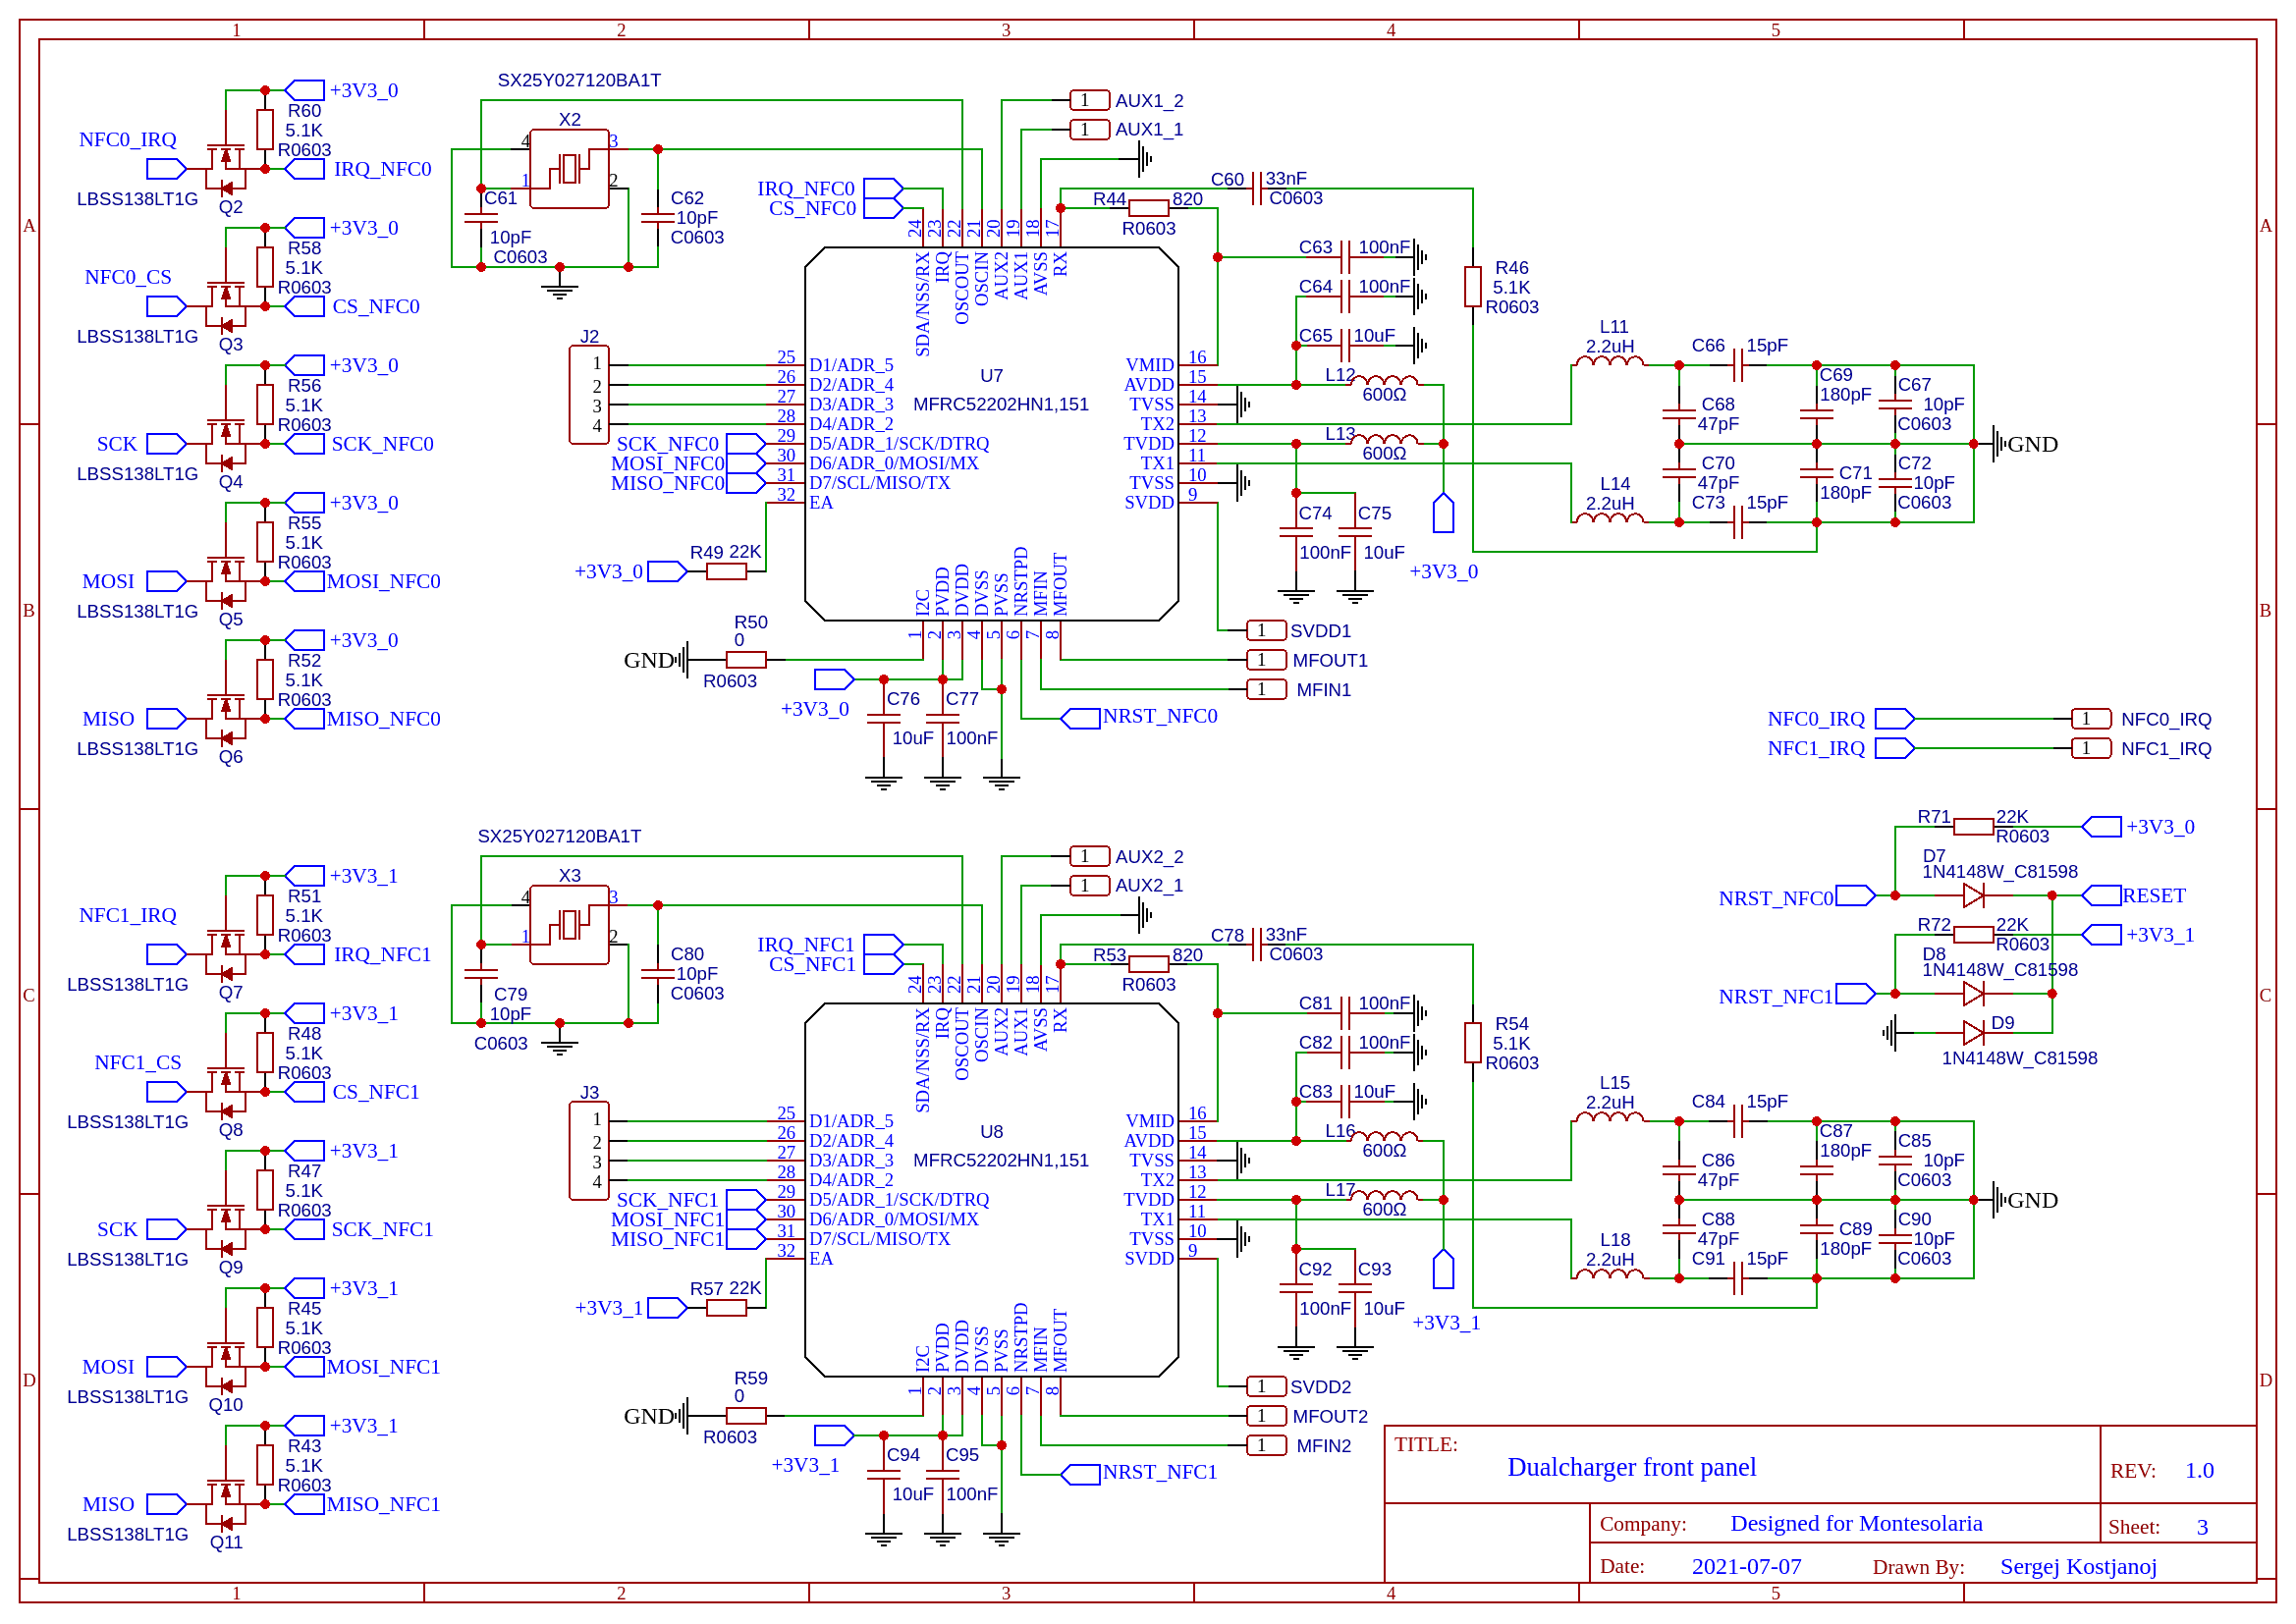 1 2 3 4 5
A
B
C
D
A
B
C
D
1 2 3 4 5
+3V3_0
R60
5.1K
R0603
NFC0_IRQ
IRQ_NFC0
LBSS138LT1G
Q2
+3V3_0
R58
5.1K
R0603
NFC0_CS
CS_NFC0
LBSS138LT1G
Q3
+3V3_0
R56
5.1K
R0603
SCK
SCK_NFC0
LBSS138LT1G
Q4
+3V3_0
R55
5.1K
R0603
MOSI
MOSI_NFC0
LBSS138LT1G
Q5
+3V3_0
R52
5.1K
R0603
MISO
MISO_NFC0
LBSS138LT1G
Q6
SX25Y027120BA1T
X2
4 3
1 2
C61
10pF
C0603
C62
10pF
C0603
1 AUX1_2
1 AUX1_1
IRQ_NFC0
CS_NFC0
24 23 22 21 20 19 18 17
SDA/NSS/RX
IRQ
OSCOUT
OSCIN
AUX2
AUX1
AVSS
RX
R44 820
R0603
C60 33nF
C0603
C63 100nF
C64 100nF
C65 10uF
R46
5.1K
R0603
J2
1
2
3
4
25 D1/ADR_5
26 D2/ADR_4
27 D3/ADR_3
28 D4/ADR_2
29 D5/ADR_1/SCK/DTRQ
30 D6/ADR_0/MOSI/MX
31 D7/SCL/MISO/TX
32 EA
SCK_NFC0
MOSI_NFC0
MISO_NFC0
U7
MFRC52202HN1,151
VMID 16
AVDD 15
TVSS 14
TX2 13
TVDD 12
TX1 11
TVSS 10
SVDD 9
L12
600Ω
L13
600Ω
C74
100nF
C75
10uF
+3V3_0
+3V3_0 R49 22K
I2C
PVDD
DVDD
DVSS
PVSS
NRSTPD
MFIN
MFOUT
1 2 3 4 5 6 7 8
R50
0
GND
R0603
+3V3_0
C76
10uF
C77
100nF
1 SVDD1
1 MFOUT1
1 MFIN1
NRST_NFC0
L11
2.2uH
C66 15pF
C68
47pF
C69
180pF
C67
10pF
C0603
GND
L14
2.2uH
C70
47pF
C73 15pF
C71
180pF
C72
10pF
C0603
NFC0_IRQ 1 NFC0_IRQ
NFC1_IRQ 1 NFC1_IRQ
R71 22K
R0603
+3V3_0
D7
1N4148W_C81598
NRST_NFC0
RESET
R72 22K
R0603
+3V3_1
D8
1N4148W_C81598
NRST_NFC1
D9
1N4148W_C81598
+3V3_1
R51
5.1K
R0603
NFC1_IRQ
IRQ_NFC1
LBSS138LT1G
Q7
+3V3_1
R48
5.1K
R0603
NFC1_CS
CS_NFC1
LBSS138LT1G
Q8
+3V3_1
R47
5.1K
R0603
SCK
SCK_NFC1
LBSS138LT1G
Q9
+3V3_1
R45
5.1K
R0603
MOSI
MOSI_NFC1
LBSS138LT1G
Q10
+3V3_1
R43
5.1K
R0603
MISO
MISO_NFC1
LBSS138LT1G
Q11
SX25Y027120BA1T
X3
4 3
1 2
C79
10pF
C0603
C80
10pF
C0603
1 AUX2_2
1 AUX2_1
IRQ_NFC1
CS_NFC1
24 23 22 21 20 19 18 17
SDA/NSS/RX
IRQ
OSCOUT
OSCIN
AUX2
AUX1
AVSS
RX
R53 820
R0603
C78 33nF
C0603
C81 100nF
C82 100nF
C83 10uF
R54
5.1K
R0603
J3
1
2
3
4
25 D1/ADR_5
26 D2/ADR_4
27 D3/ADR_3
28 D4/ADR_2
29 D5/ADR_1/SCK/DTRQ
30 D6/ADR_0/MOSI/MX
31 D7/SCL/MISO/TX
32 EA
SCK_NFC1
MOSI_NFC1
MISO_NFC1
U8
MFRC52202HN1,151
VMID 16
AVDD 15
TVSS 14
TX2 13
TVDD 12
TX1 11
TVSS 10
SVDD 9
L16
600Ω
L17
600Ω
C92
100nF
C93
10uF
+3V3_1
+3V3_1 R57 22K
I2C
PVDD
DVDD
DVSS
PVSS
NRSTPD
MFIN
MFOUT
1 2 3 4 5 6 7 8
R59
0
GND
R0603
+3V3_1
C94
10uF
C95
100nF
1 SVDD2
1 MFOUT2
1 MFIN2
NRST_NFC1
L15
2.2uH
C84 15pF
C86
47pF
C87
180pF
C85
10pF
C0603
GND
L18
2.2uH
C88
47pF
C91 15pF
C89
180pF
C90
10pF
C0603
TITLE:
Dualcharger front panel
REV: 1.0
Company: Designed for Montesolaria
Sheet: 3
Date: 2021-07-07
Drawn By: Sergej Kostjanoj